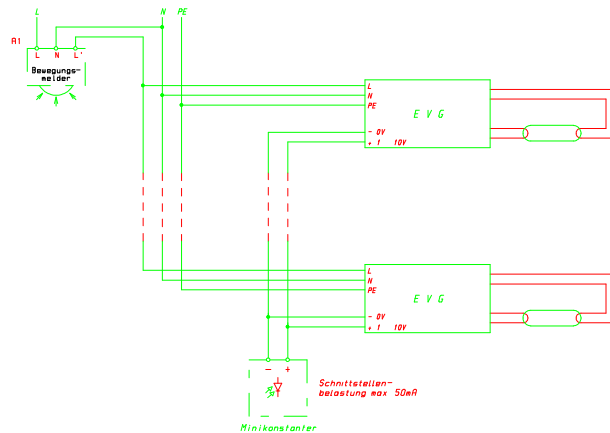 L
N PE
A1
L N L'
Bewegungs-
melder
L
N
PE
E V G
- 0V
+ 1 10V
L
N
PE
E V G
- 0V
+ 1 10V
- +
Schnittstellen-
belastung max 50mA
Minikonstanter